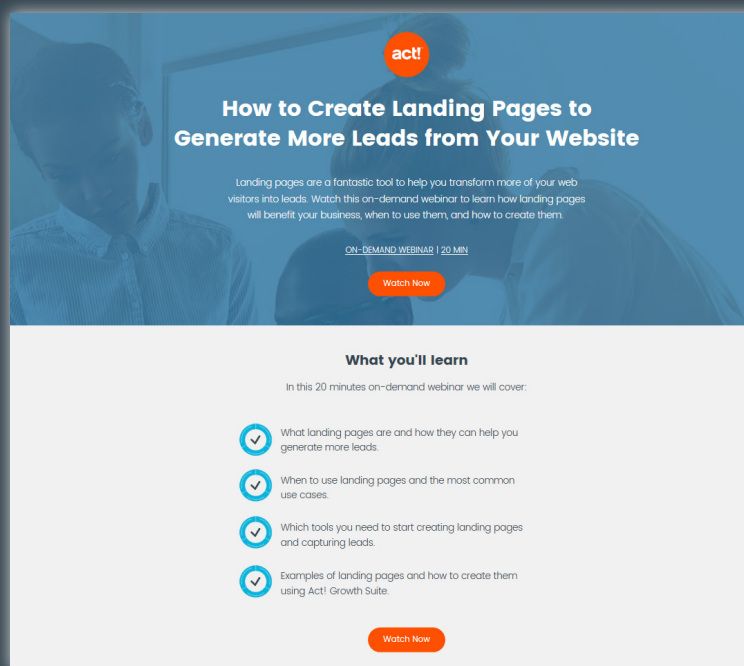 act!
How to Create Landing Pages to
Generate More Leads from Your Website
Landing pages are a fantastic tool to help you transform more of your web
visitors into leads. Watch this on-demand webinar to learn how landing pages
will benefit your business, when to use them, and how to create them.
ON-DEMAND WEBINAR | 20 MIN
Watch Now
What you'll learn
In this 20 minutes on-demand webinar we will cover:
What landing pages are and how they can help you
generate more leads.
When to use landing pages and the most common
use cases.
Which tools you need to start creating landing pages
and capturing leads.
Examples of landing pages and how to create them
using Act! Growth Suite.
Watch Now